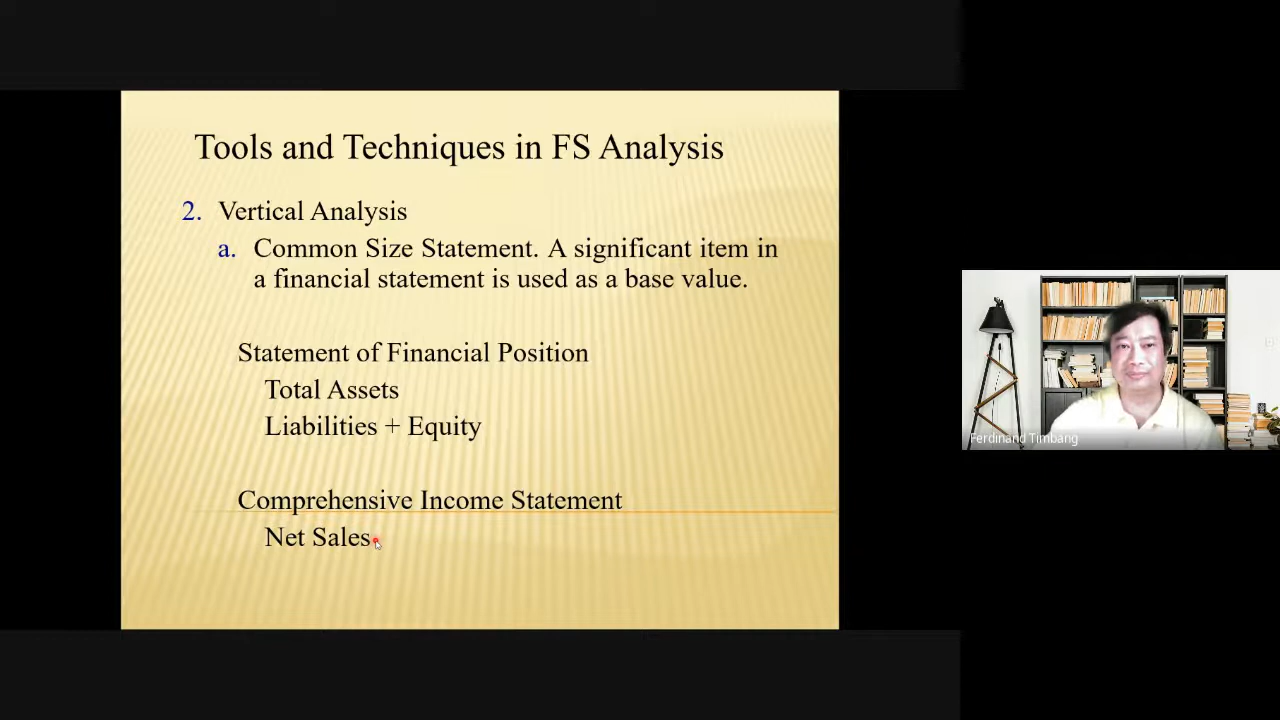 Tools and Techniques in FS Analysis
2. Vertical Analysis
a. Common Size Statement. A significant item in
a financial statement is used as a base value.
Statement of Financial Position
Total Assets
Liabilities + Equity
Comprehensive Income Statement
Net Sales
Ferdinand Timbang